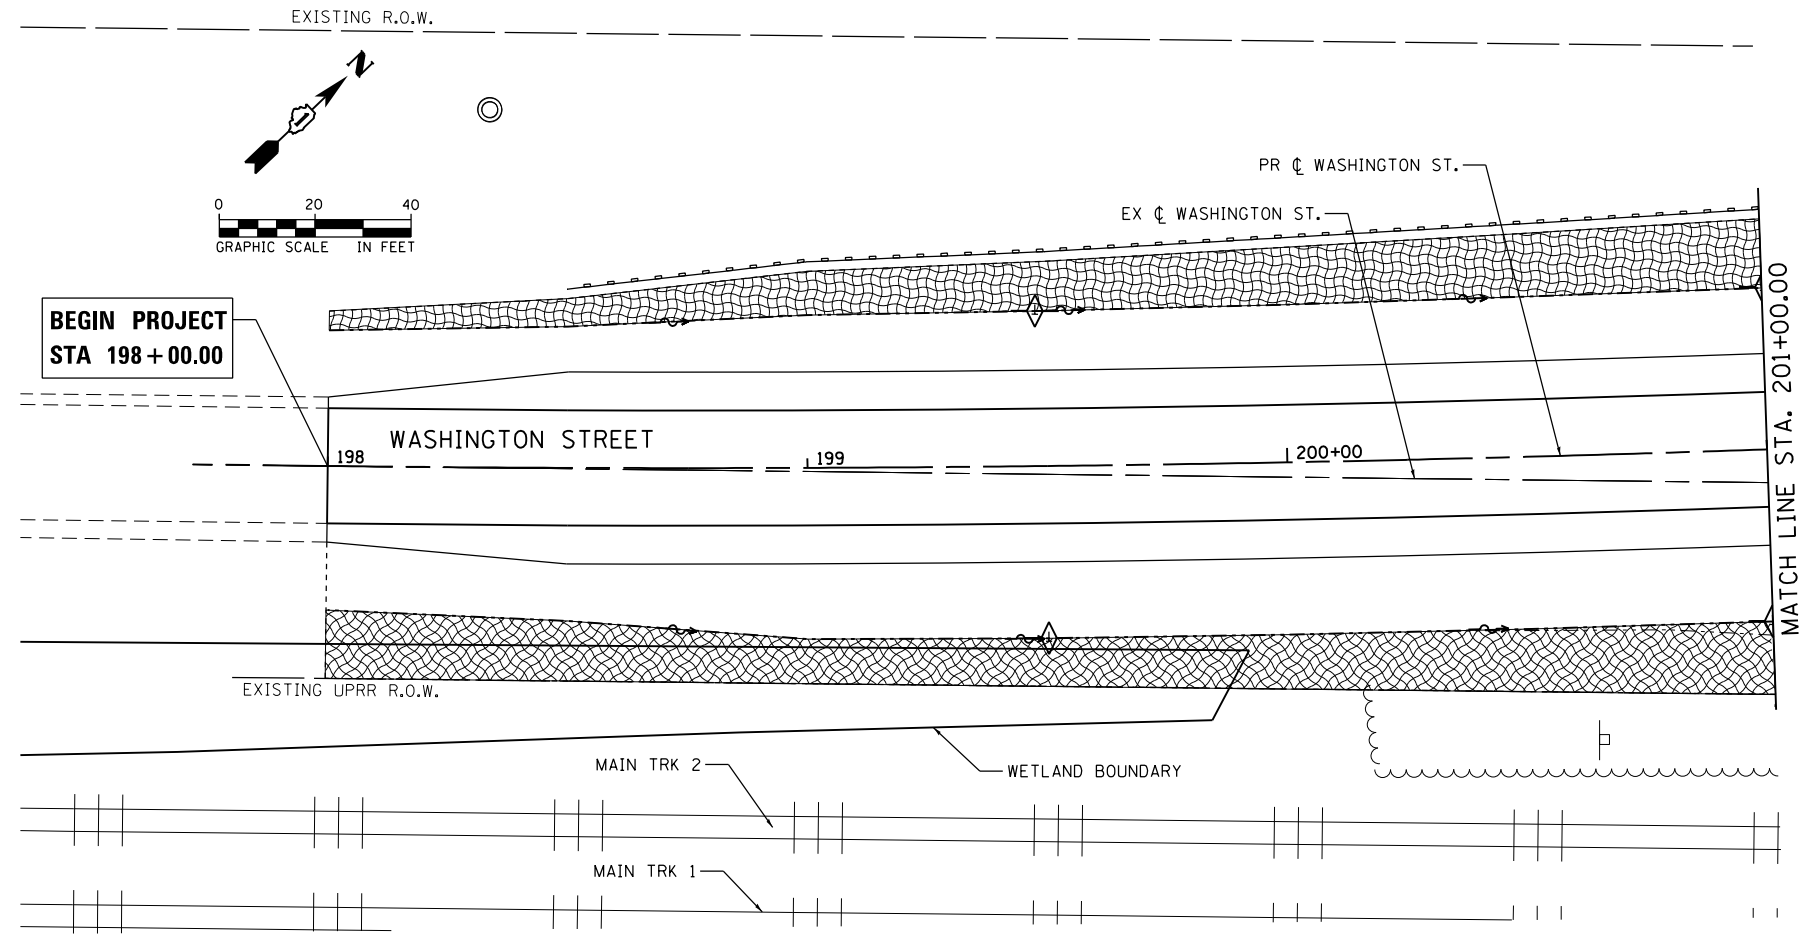 EXISTING R.O.W.
N
0 20 40
GRAPHIC SCALE IN FEET
PR ℄ WASHINGTON ST.
EX ℄ WASHINGTON ST.
BEGIN PROJECT
STA 198+00.00
WASHINGTON STREET
198
199
200+00
MATCH LINE STA. 201+00.00
1
1
EXISTING UPRR R.O.W.
MAIN TRK 2
WETLAND BOUNDARY
MAIN TRK 1